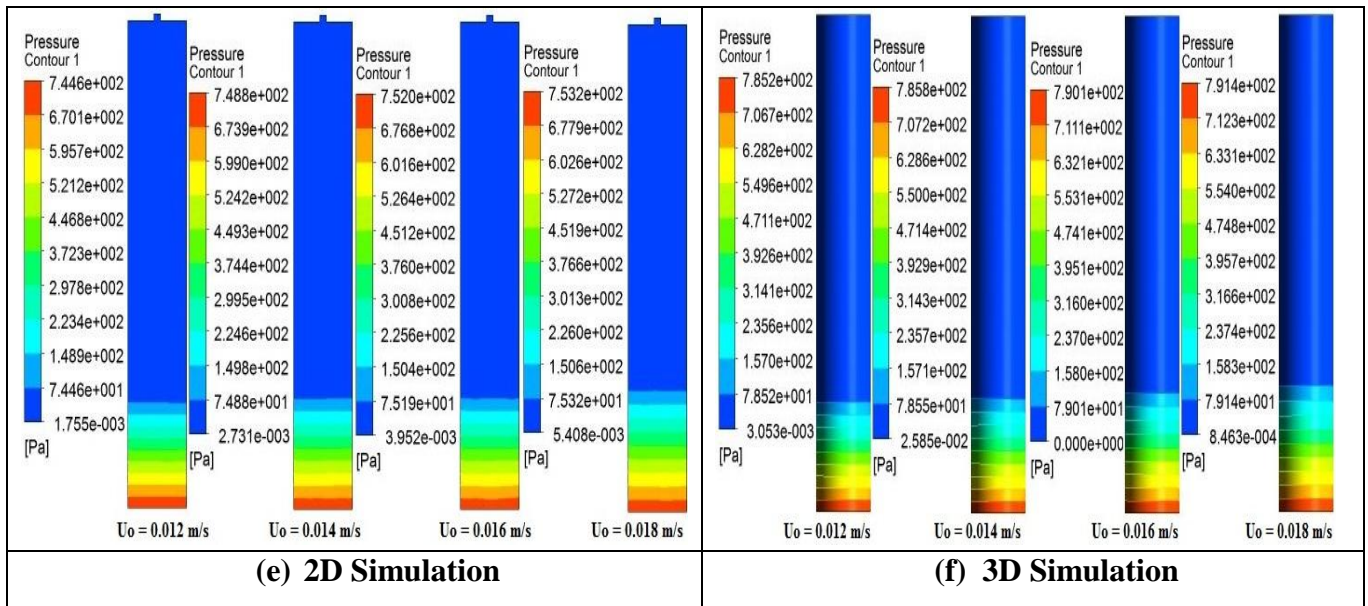 Pressure
Contour 1
7.446e+002
6.701e+002
5.957e+002
5.212e+002
4.468e+002
3.723e+002
2.978e+002
2.234e+002
1.489e+002
7.446e+001
1.755e-003
[Pa]
Pressure
Contour 1
7.488e+002
6.739e+002
5.990e+002
5.242e+002
4.493e+002
3.744e+002
2.995e+002
2.246e+002
1.498e+002
7.488e+001
2.731e-003
[Pa]
Pressure
Contour 1
7.520e+002
6.768e+002
6.016e+002
5.264e+002
4.512e+002
3.760e+002
3.008e+002
2.256e+002
1.504e+002
7.519e+001
3.952e-003
[Pa]
Pressure
Contour 1
7.532e+002
6.779e+002
6.026e+002
5.272e+002
4.519e+002
3.766e+002
3.013e+002
2.260e+002
1.506e+002
7.532e+001
5.408e-003
[Pa]
Uo = 0.012 m/s
Uo = 0.014 m/s
Uo = 0.016 m/s
Uo = 0.018 m/s
(e) 2D Simulation
Pressure
Contour 1
7.852e+002
7.067e+002
6.282e+002
5.496e+002
4.711e+002
3.926e+002
3.141e+002
2.356e+002
1.570e+002
7.852e+001
3.053e-003
[Pa]
Pressure
Contour 1
7.858e+002
7.072e+002
6.286e+002
5.500e+002
4.714e+002
3.929e+002
3.143e+002
2.357e+002
1.571e+002
7.855e+001
2.585e-002
[Pa]
Pressure
Contour 1
7.901e+002
7.111e+002
6.321e+002
5.531e+002
4.741e+002
3.951e+002
3.160e+002
2.370e+002
1.580e+002
7.901e+001
0.000e+000
[Pa]
Pressure
Contour 1
7.914e+002
7.123e+002
6.331e+002
5.540e+002
4.748e+002
3.957e+002
3.166e+002
2.374e+002
1.583e+002
7.914e+001
8.463e-004
[Pa]
Uo = 0.012 m/s
Uo = 0.014 m/s
Uo = 0.016 m/s
Uo = 0.018 m/s
(f) 3D Simulation